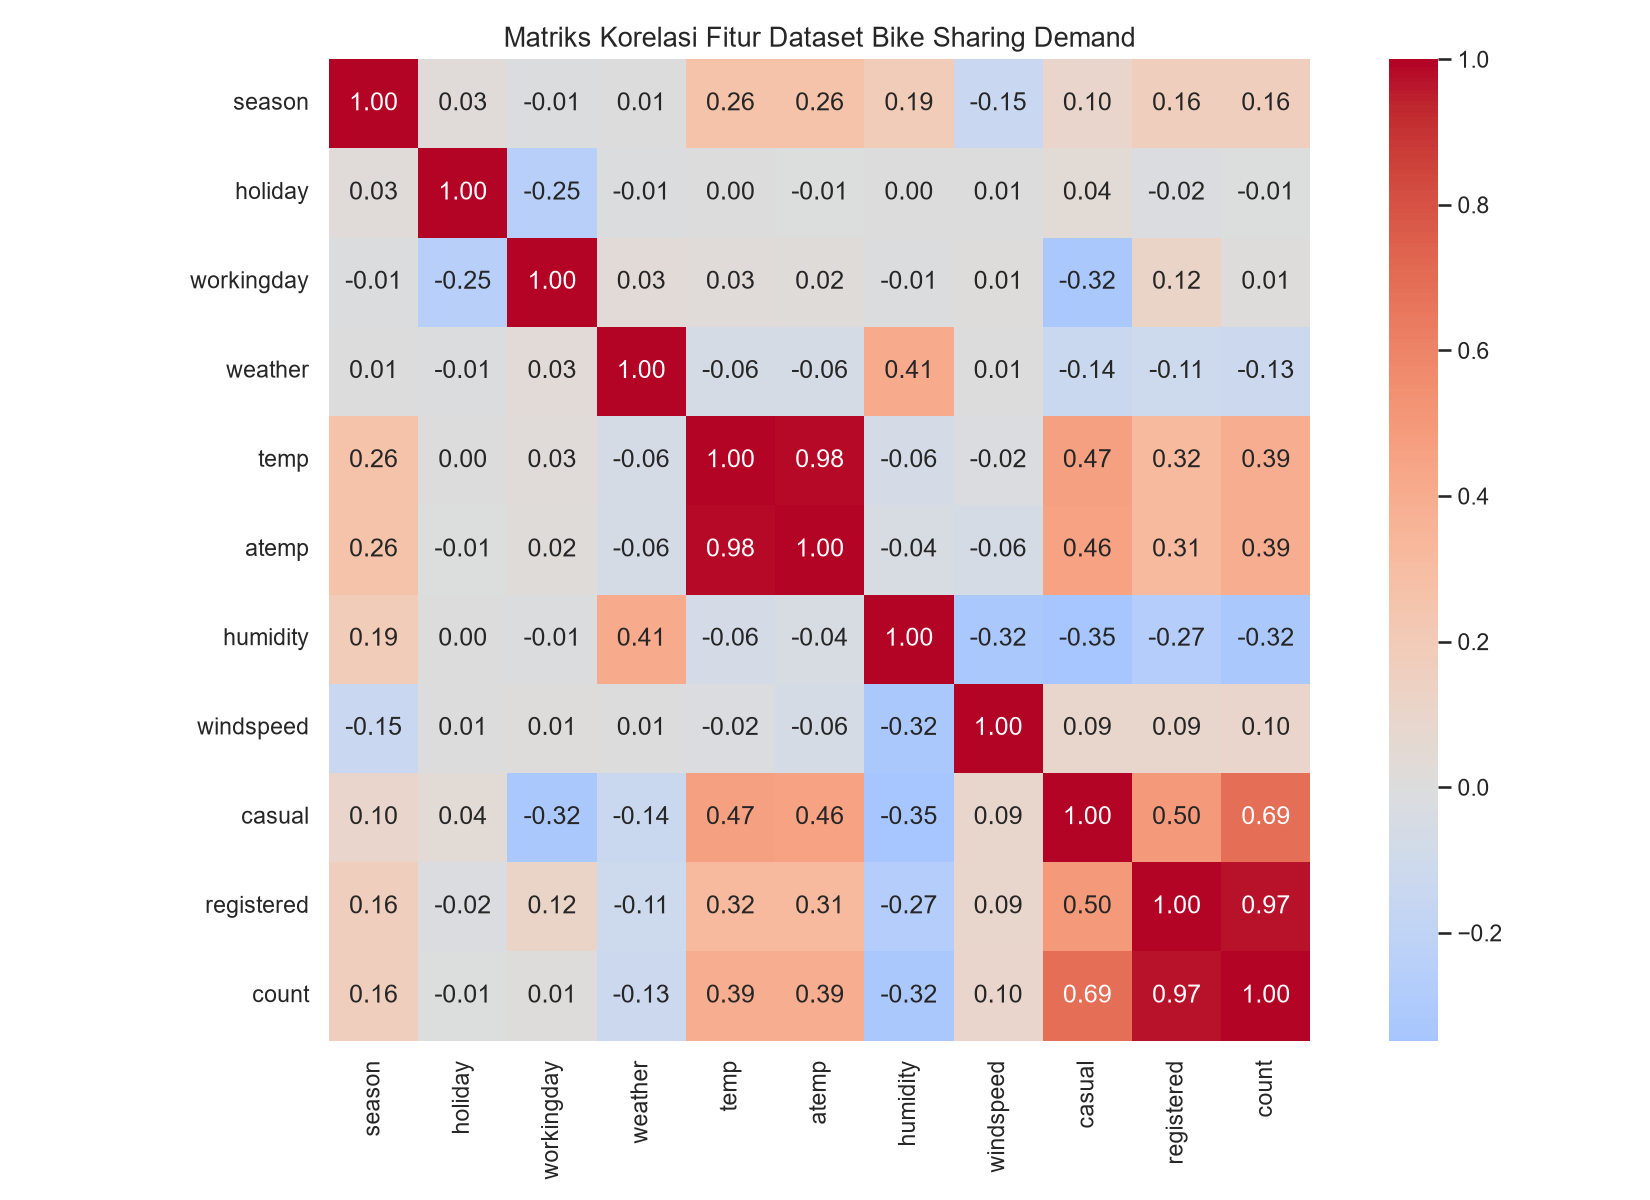 Matriks Korelasi Fitur Dataset Bike Sharing Demand
season 1.00 0.03 -0.01 0.01 0.26 0.26 0.19 -0.15 0.10 0.16 0.16
holiday 0.03 1.00 -0.25 -0.01 0.00 -0.01 0.00 0.01 0.04 -0.02 -0.01
workingday -0.01 -0.25 1.00 0.03 0.03 0.02 -0.01 0.01 -0.32 0.12 0.01
weather 0.01 -0.01 0.03 1.00 -0.06 -0.06 0.41 0.01 -0.14 -0.11 -0.13
temp 0.26 0.00 0.03 -0.06 1.00 0.98 -0.06 -0.02 0.47 0.32 0.39
atemp 0.26 -0.01 0.02 -0.06 0.98 1.00 -0.04 -0.06 0.46 0.31 0.39
humidity 0.19 0.00 -0.01 0.41 -0.06 -0.04 1.00 -0.32 -0.35 -0.27 -0.32
windspeed -0.15 0.01 0.01 0.01 -0.02 -0.06 -0.32 1.00 0.09 0.09 0.10
casual 0.10 0.04 -0.32 -0.14 0.47 0.46 -0.35 0.09 1.00 0.50 0.69
registered 0.16 -0.02 0.12 -0.11 0.32 0.31 -0.27 0.09 0.50 1.00 0.97
count 0.16 -0.01 0.01 -0.13 0.39 0.39 -0.32 0.10 0.69 0.97 1.00
season holiday workingday weather temp atemp humidity windspeed casual registered count
1.0
0.8
0.6
0.4
0.2
0.0
−0.2